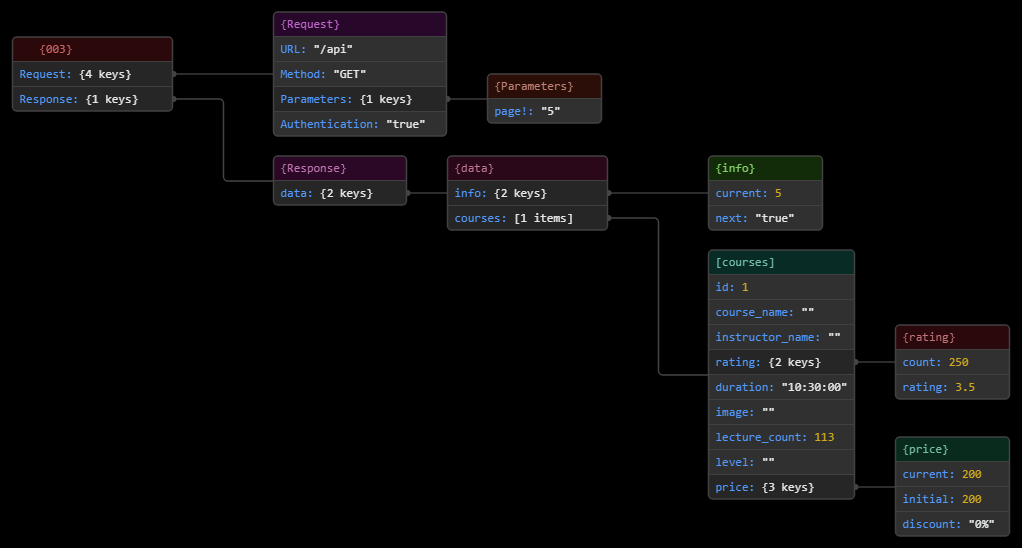 {003}
Request: {4 keys}
Response: {1 keys}
{Request}
URL: "/api"
Method: "GET"
Parameters: {1 keys}
Authentication: "true"
{Parameters}
page!: "5"
{Response}
data: {2 keys}
{data}
info: {2 keys}
courses: [1 items]
{info}
current: 5
next: "true"
[courses]
id: 1
course_name: ""
instructor_name: ""
rating: {2 keys}
duration: "10:30:00"
image: ""
lecture_count: 113
level: ""
price: {3 keys}
{rating}
count: 250
rating: 3.5
{price}
current: 200
initial: 200
discount: "0%"